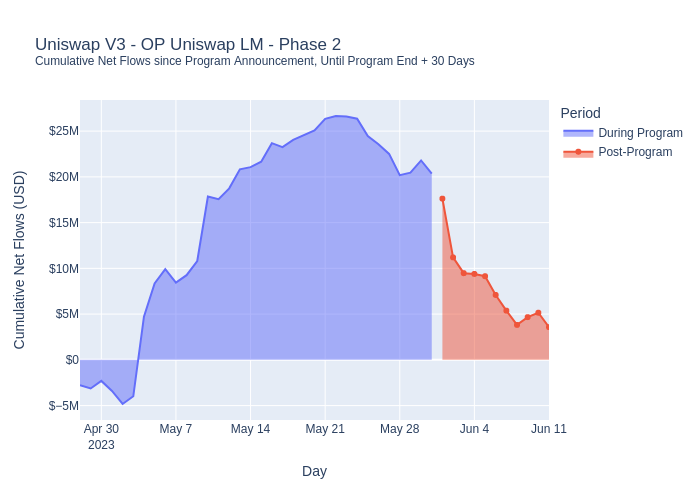 Uniswap V3 - OP Uniswap LM - Phase 2
Cumulative Net Flows since Program Announcement, Until Program End + 30 Days
Period
During Program
Post-Program
Cumulative Net Flows (USD)
$25M
$20M
$15M
$10M
$5M
$0
$−5M
Apr 30
2023
May 7
May 14
May 21
May 28
Jun 4
Jun 11
Day